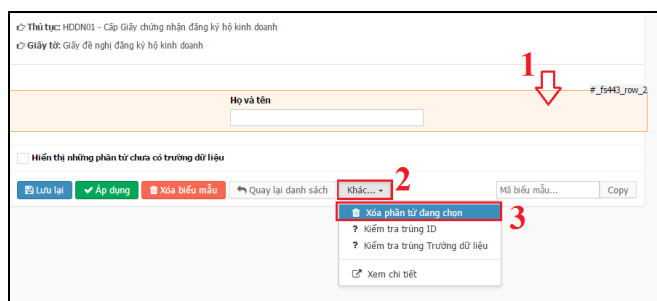 Thủ tục: HDDN01 - Cấp Giấy chứng nhận đăng ký hộ kinh doanh
Giấy tờ: Giấy đề nghị đăng ký hộ kinh doanh
1
#_fs443_row_2
Họ và tên
Hiển thị những phần tử chưa có trường dữ liệu
Lưu lại Áp dụng Xóa biểu mẫu Quay lại danh sách Khác... 2 Mã biểu mẫu... Copy
Xóa phần tử đang chọn 3
? Kiểm tra trùng ID
? Kiểm tra trùng Trường dữ liệu
Xem chi tiết